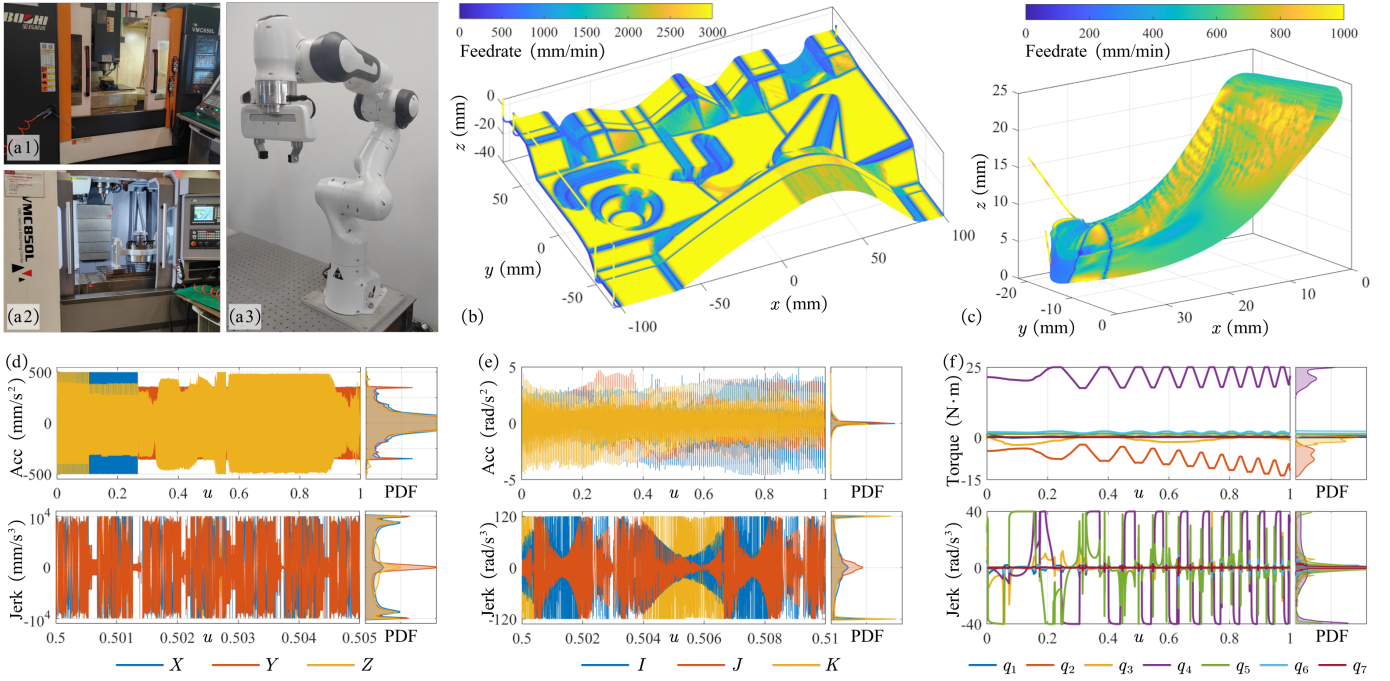 BOSHI
VMC850L
(a1)
VMC850L
(a2)
(a3)
0 500 1000 1500 2000 2500 3000
Feedrate (mm/min)
z (mm)
0
-20
-40
50
0
-50
y (mm)
-100
-50
0
50
100
x (mm)
(b)
0 200 400 600 800 1000
Feedrate (mm/min)
z (mm)
25
20
15
10
5
0
-20
-10
0
y (mm)
30
20
10
0
x (mm)
(c)
(d)
Acc (mm/s²)
500
0
-500
0 0.2 0.4 u 0.6 0.8 1 PDF
Jerk (mm/s³)
10⁴
0
-10⁴
0.5 0.501 0.502 u 0.503 0.504 0.505 PDF
X Y Z
(e)
Acc (rad/s²)
5
0
-5
0 0.2 0.4 u 0.6 0.8 1 PDF
Jerk (rad/s³)
120
0
-120
0.5 0.502 0.504 u 0.506 0.508 0.51 PDF
I J K
(f)
Torque (N·m)
25
0
-15
0 0.2 0.4 u 0.6 0.8 1 PDF
Jerk (rad/s³)
40
0
-40
0 0.2 0.4 u 0.6 0.8 1 PDF
q₁ q₂ q₃ q₄ q₅ q₆ q₇